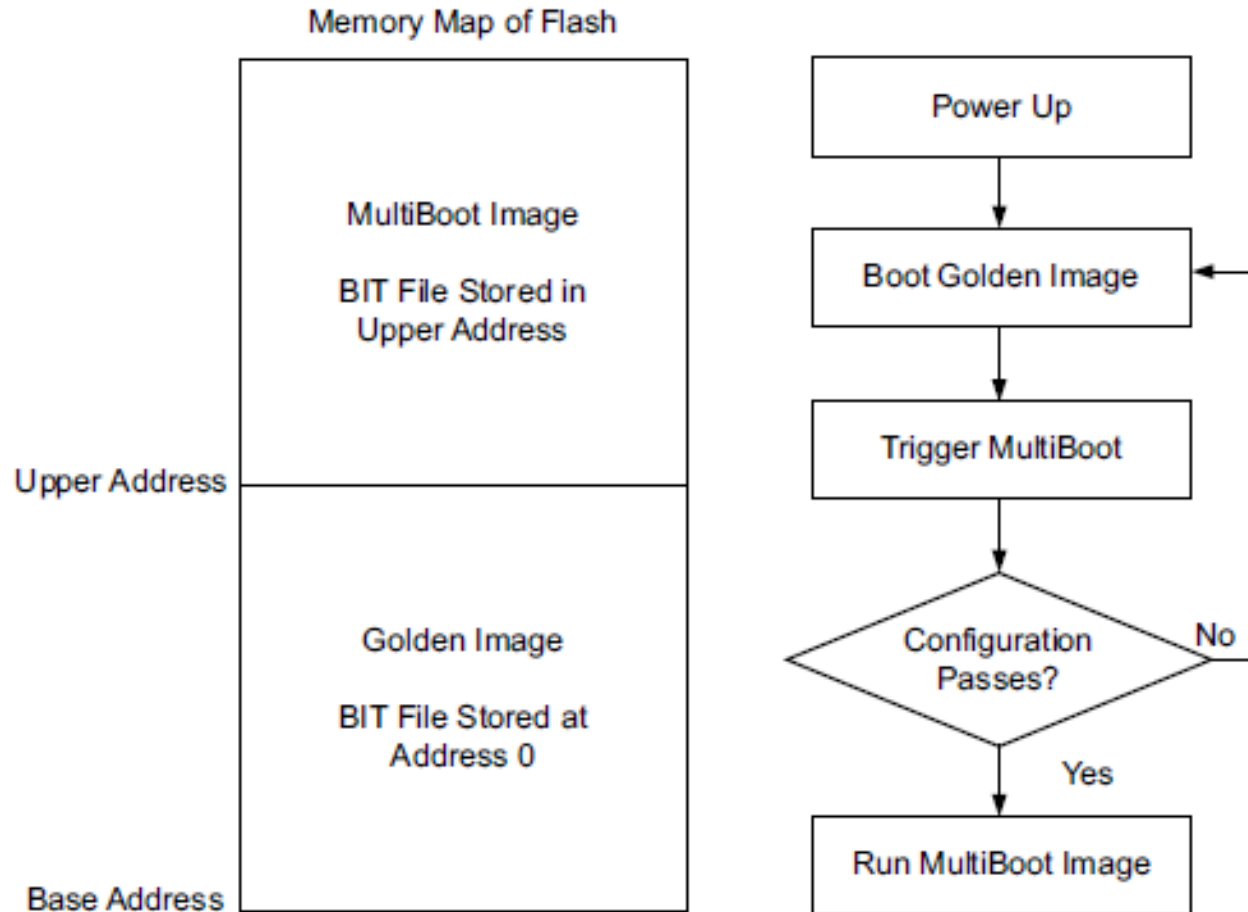 Memory Map of Flash
MultiBoot Image
BIT File Stored in
Upper Address
Upper Address
Golden Image
BIT File Stored at
Address 0
Base Address
Power Up
Boot Golden Image
Trigger MultiBoot
Configuration
Passes?
No
Yes
Run MultiBoot Image